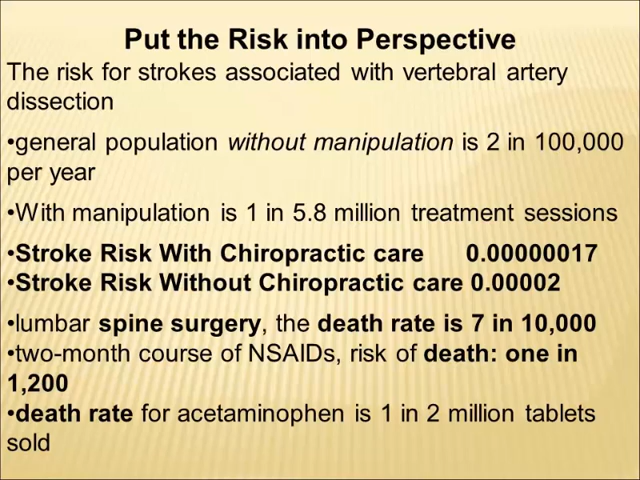 Put the Risk into Perspective
The risk for strokes associated with vertebral artery
dissection
•general population without manipulation is 2 in 100,000
per year
•With manipulation is 1 in 5.8 million treatment sessions
•Stroke Risk With Chiropractic care 0.00000017
•Stroke Risk Without Chiropractic care 0.00002
•lumbar spine surgery, the death rate is 7 in 10,000
•two-month course of NSAIDs, risk of death: one in
1,200
•death rate for acetaminophen is 1 in 2 million tablets
sold